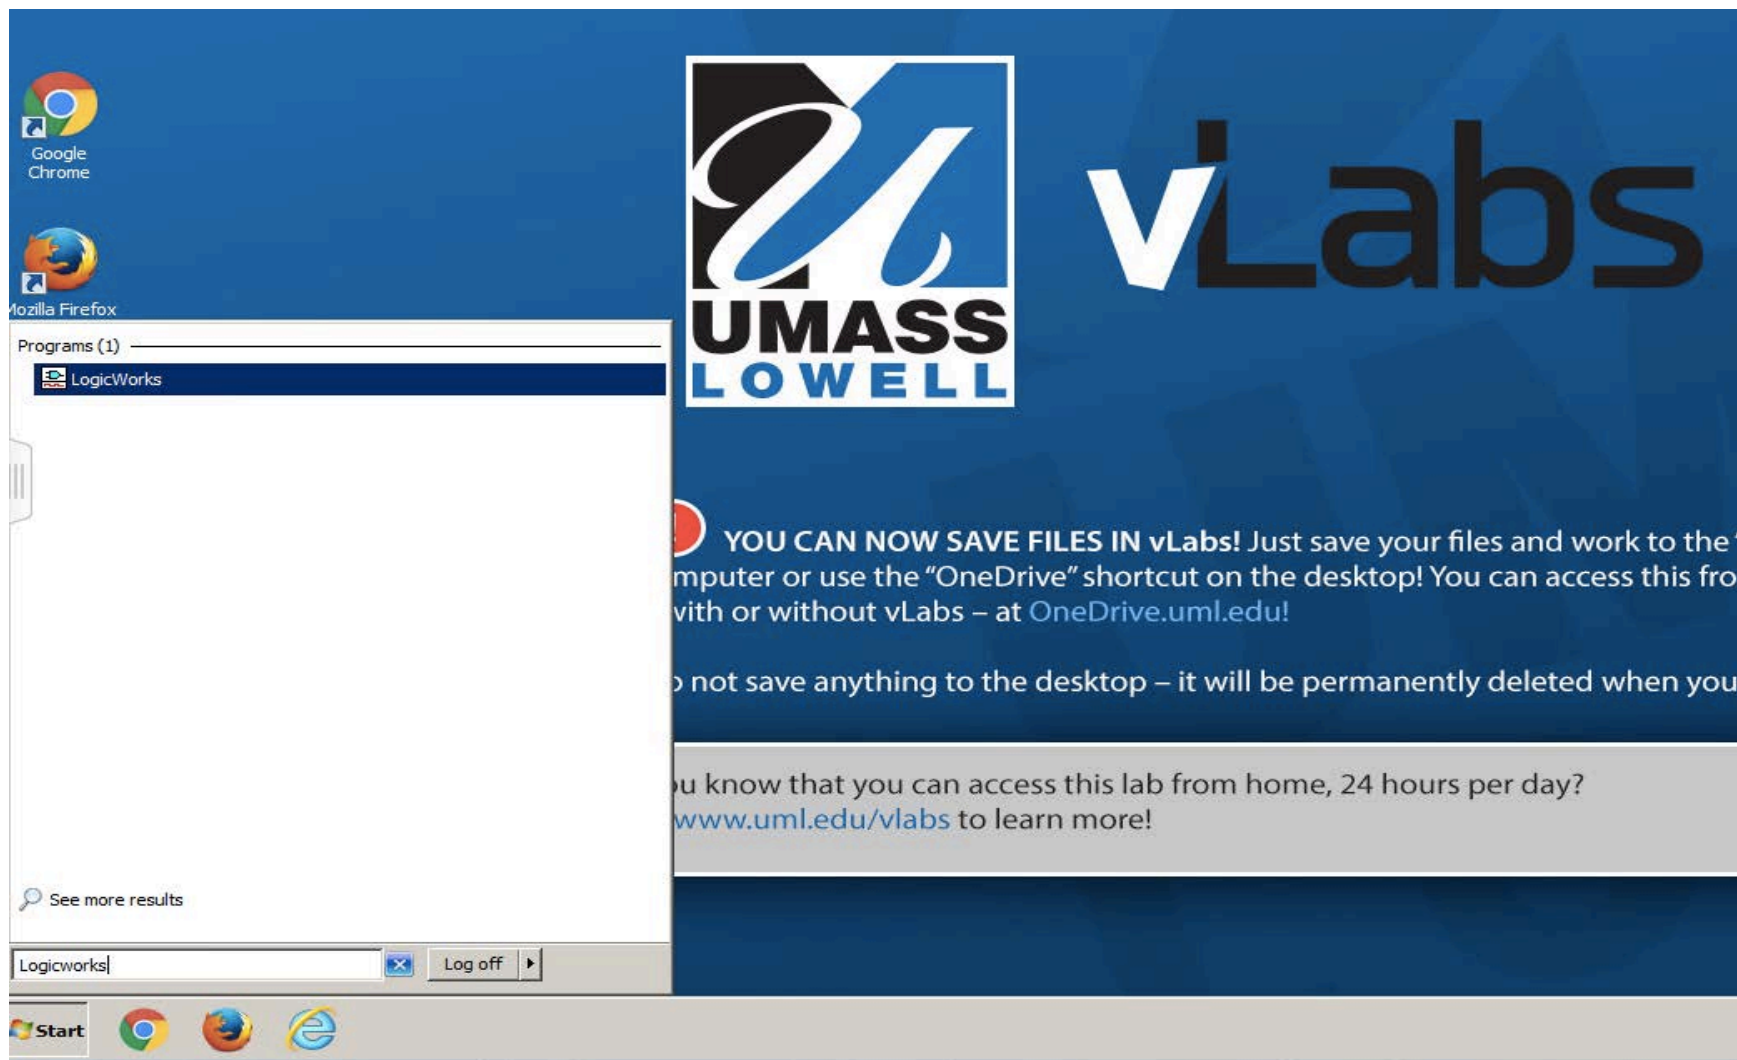 Google
Chrome
Mozilla Firefox
Programs (1)
LogicWorks
See more results
Logicworks
Log off
Start
UMASS
LOWELL
vLabs
YOU CAN NOW SAVE FILES IN vLabs! Just save your files and work to the "
mputer or use the “OneDrive” shortcut on the desktop! You can access this fro
with or without vLabs – at OneDrive.uml.edu!
o not save anything to the desktop – it will be permanently deleted when you
ou know that you can access this lab from home, 24 hours per day?
www.uml.edu/vlabs to learn more!